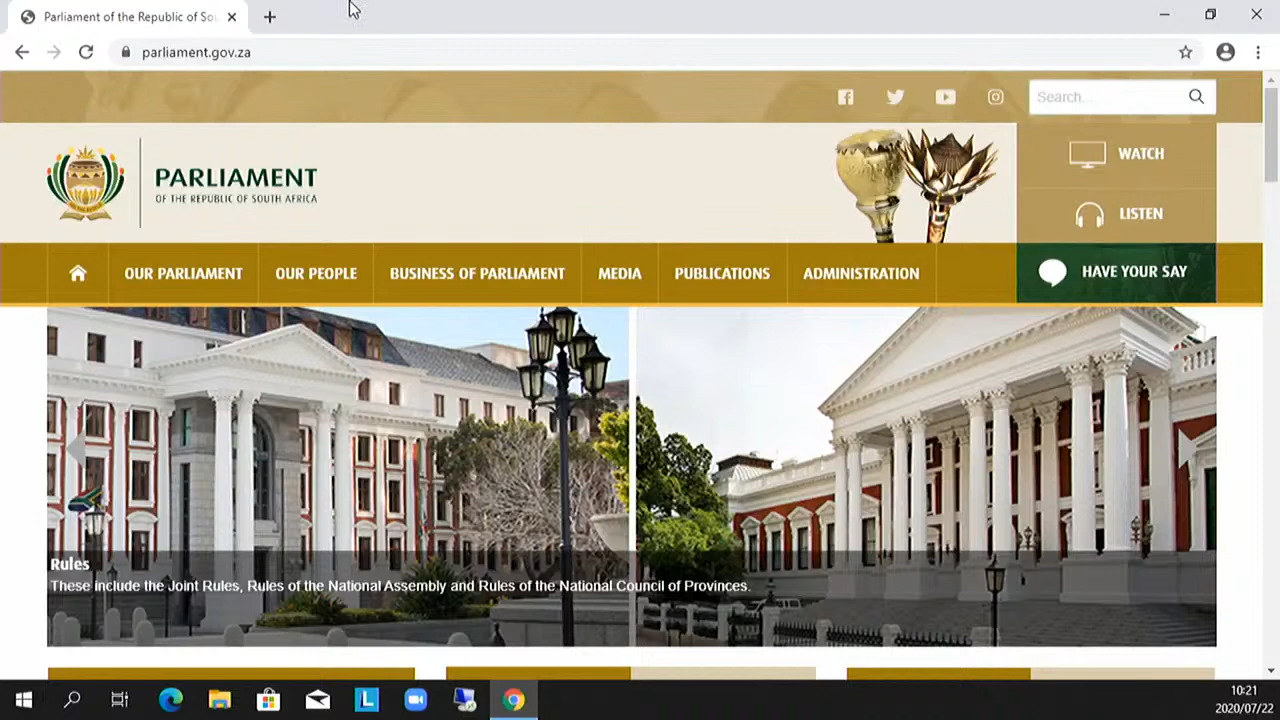 Parliament of the Republic of Sou
parliament.gov.za
Search...
WATCH
PARLIAMENT
OF THE REPUBLIC OF SOUTH AFRICA
LISTEN
OUR PARLIAMENT
OUR PEOPLE
BUSINESS OF PARLIAMENT
MEDIA
PUBLICATIONS
ADMINISTRATION
HAVE YOUR SAY
Rules
These include the Joint Rules, Rules of the National Assembly and Rules of the National Council of Provinces.
L
10:21
2020/07/22